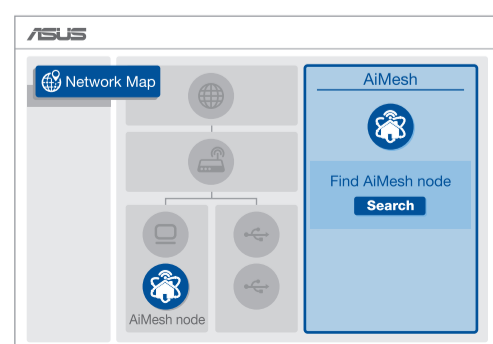 ASUS
Network Map
AiMesh
Find AiMesh node
Search
AiMesh node